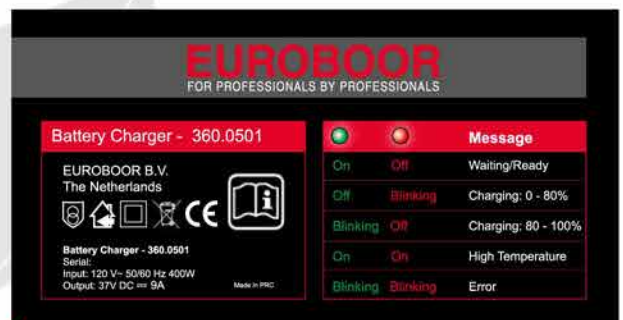 EUROBOOR
FOR PROFESSIONALS BY PROFESSIONALS
Battery Charger - 360.0501
EUROBOOR B.V.
The Netherlands
CE
Battery Charger - 360.0501
Serial:
Input: 120 V~ 50/60 Hz 400W
Output: 37V DC ⎓ 9A
Made in PRC
Message
On Off Waiting/Ready
Off Blinking Charging: 0 - 80%
Blinking Off Charging: 80 - 100%
On On High Temperature
Blinking Blinking Error